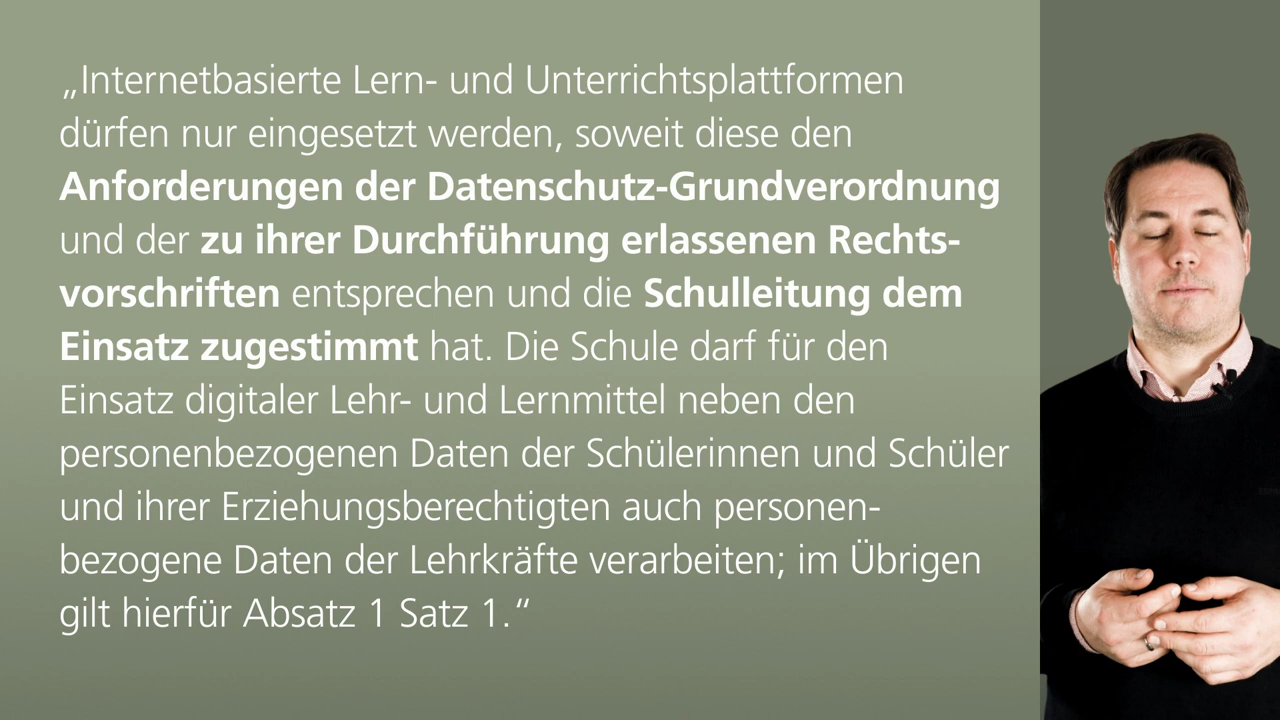 „Internetbasierte Lern- und Unterrichtsplattformen
dürfen nur eingesetzt werden, soweit diese den
Anforderungen der Datenschutz-Grundverordnung
und der zu ihrer Durchführung erlassenen Rechts-
vorschriften entsprechen und die Schulleitung dem
Einsatz zugestimmt hat. Die Schule darf für den
Einsatz digitaler Lehr- und Lernmittel neben den
personenbezogenen Daten der Schülerinnen und Schüler
und ihrer Erziehungsberechtigten auch personen-
bezogene Daten der Lehrkräfte verarbeiten; im Übrigen
gilt hierfür Absatz 1 Satz 1.“